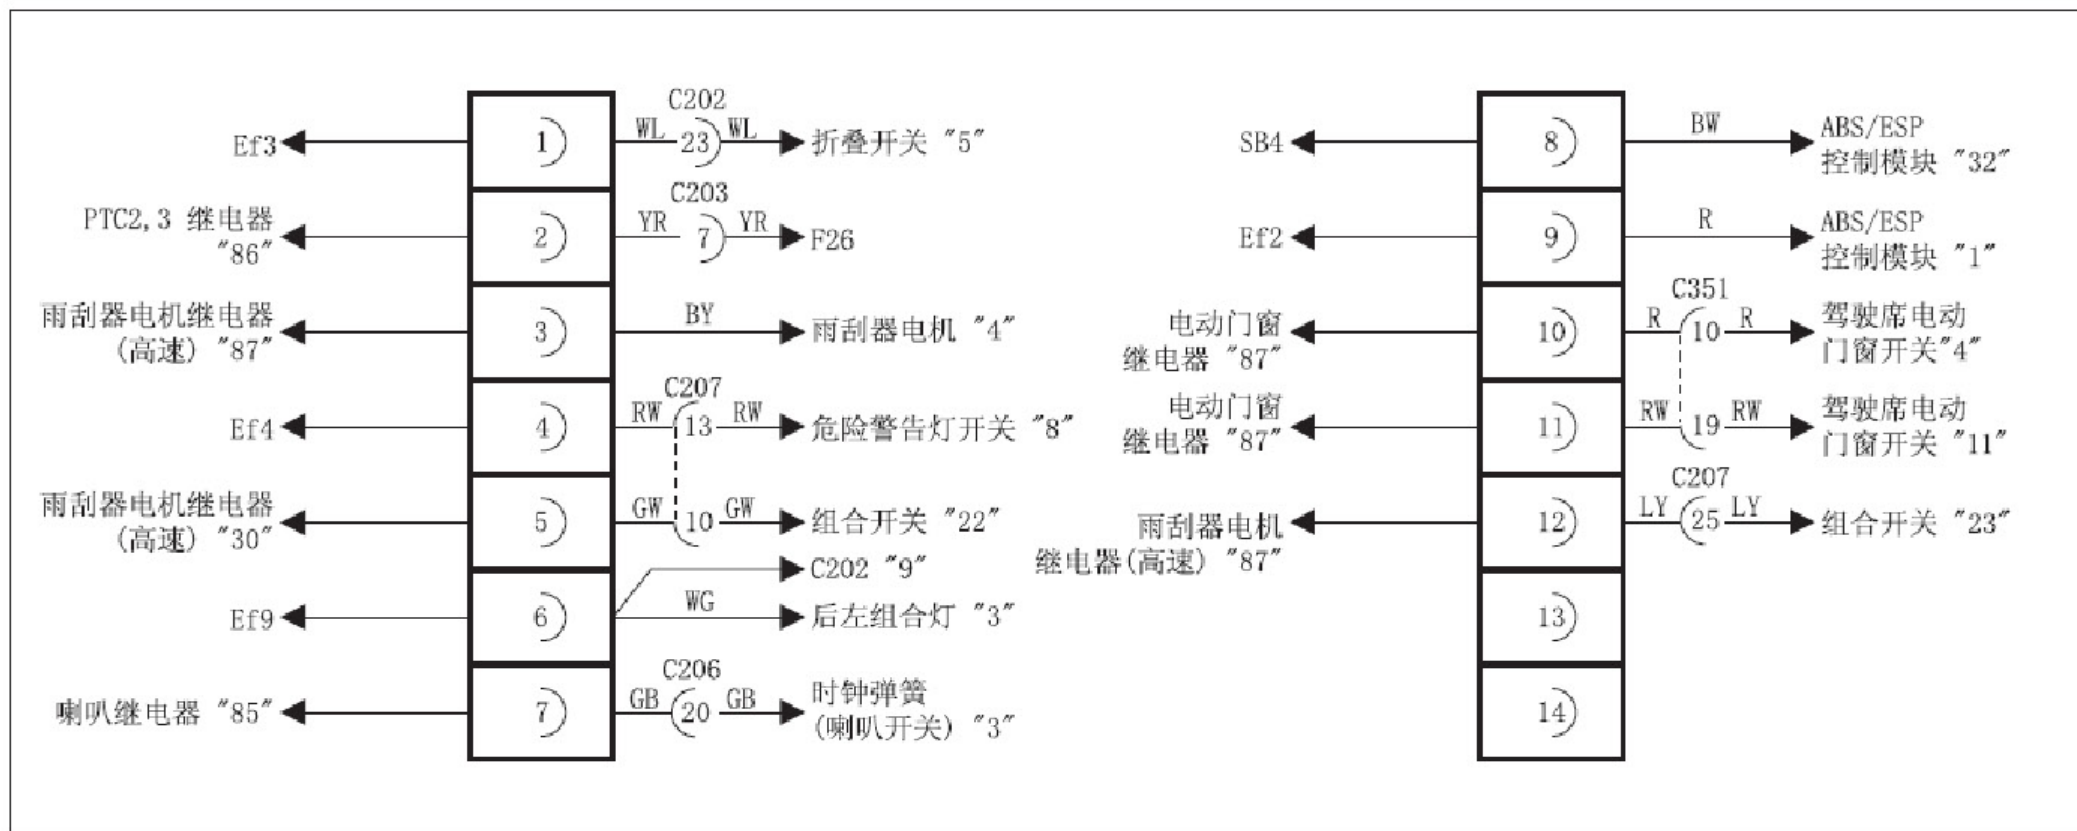 C202
Ef3 1 WL 23 WL 折叠开关 "5"
C203
PTC2,3 继电器
"86"
2 YR 7 YR F26
雨刮器电机继电器
(高速) "87"
3 BY 雨刮器电机 "4"
C207
Ef4 4 RW 13 RW 危险警告灯开关 "8"
雨刮器电机继电器
(高速) "30"
5 GW 10 GW 组合开关 "22"
C202 "9"
Ef9 6 WG 后左组合灯 "3"
C206
喇叭继电器 "85" 7 GB 20 GB
时钟弹簧
(喇叭开关) "3"
SB4 8 BW
ABS/ESP
控制模块 "32"
Ef2 9 R
ABS/ESP
控制模块 "1"
C351
电动门窗
继电器 "87"
10 R 10 R
驾驶席电动
门窗开关"4"
电动门窗
继电器 "87"
11 RW 19 RW
驾驶席电动
门窗开关 "11"
C207
雨刮器电机
继电器(高速) "87"
12 LY 25 LY 组合开关 "23"
13
14